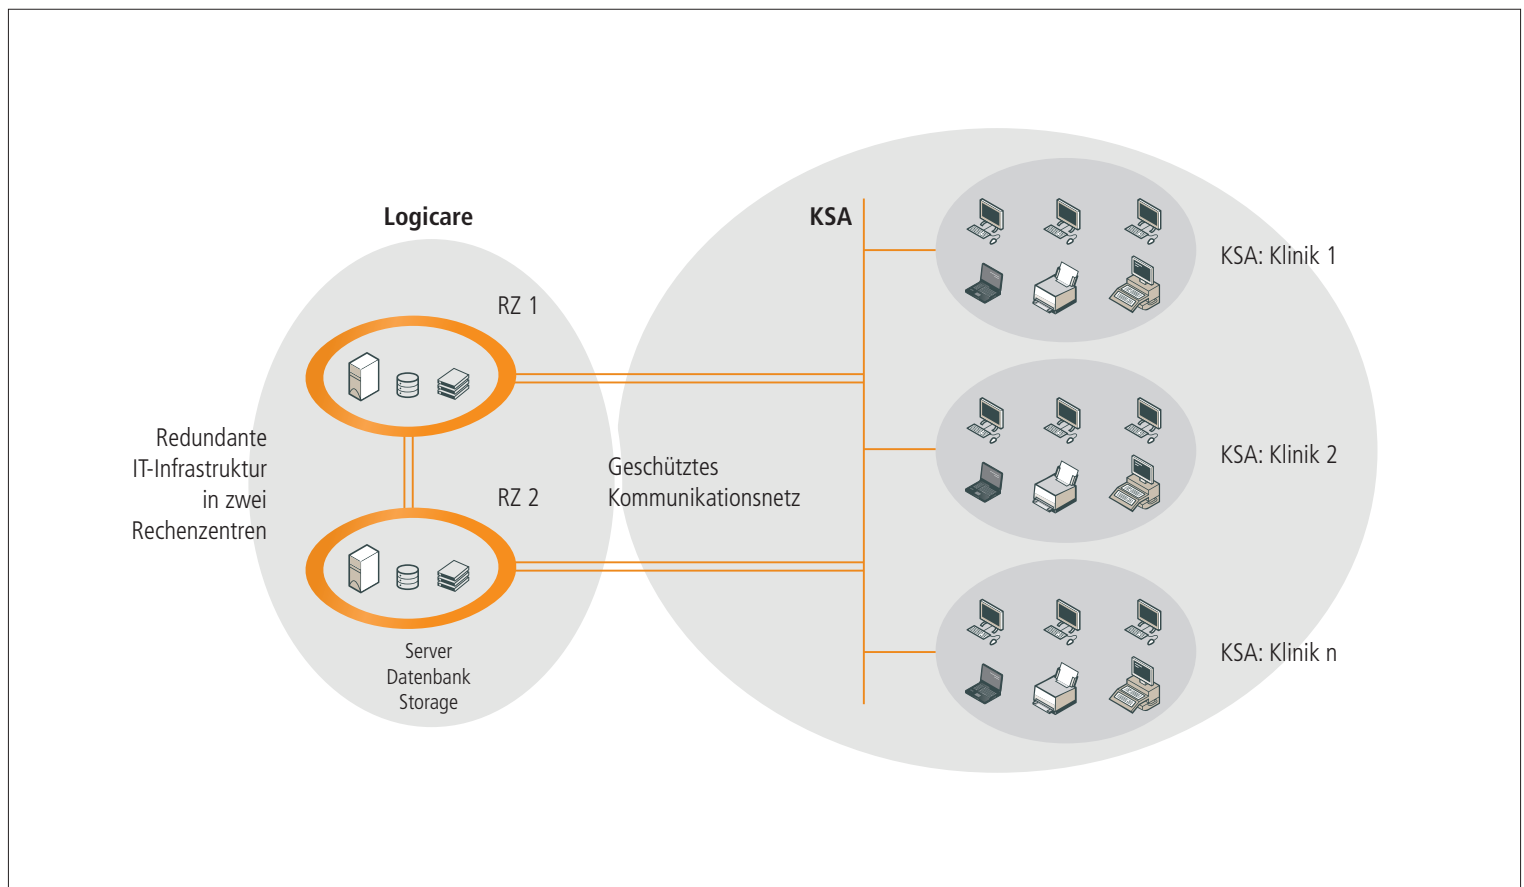 Logicare
KSA
RZ 1
RZ 2
Redundante
IT-Infrastruktur
in zwei
Rechenzentren
Geschütztes
Kommunikationsnetz
Server
Datenbank
Storage
KSA: Klinik 1
KSA: Klinik 2
KSA: Klinik n